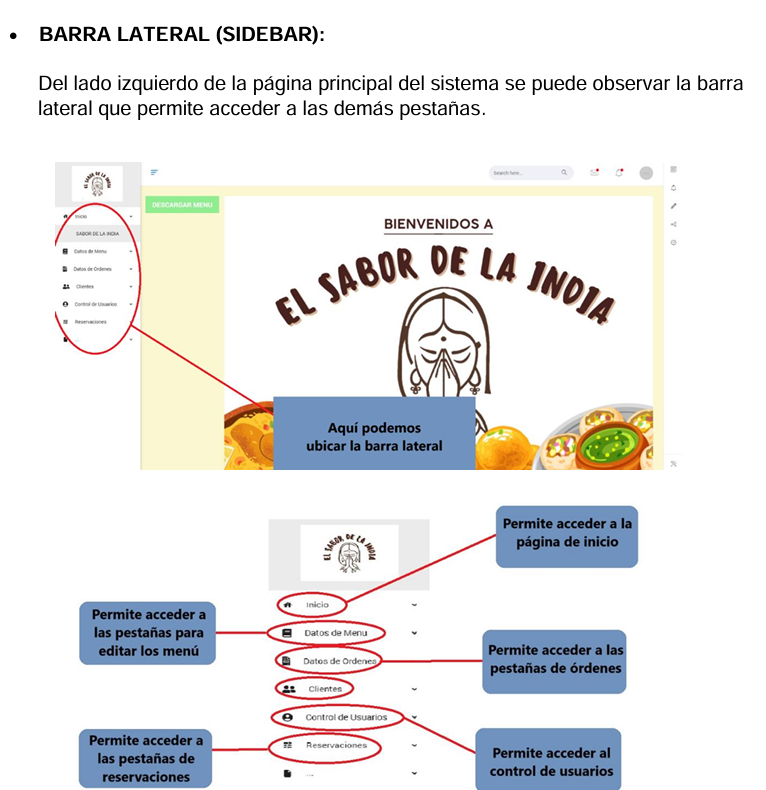 • BARRA LATERAL (SIDEBAR):
Del lado izquierdo de la página principal del sistema se puede observar la barra
lateral que permite acceder a las demás pestañas.
EL SABOR DE LA INDIA
Search here...
Inicio
SABOR DE LA INDIA
Datos de Menu
Datos de Ordenes
Clientes
Control de Usuarios
Reservaciones
DESCARGAR MENU
BIENVENIDOS A
EL SABOR DE LA INDIA
Aquí podemos
ubicar la barra lateral
Permite acceder a la
página de inicio
EL SABOR DE LA INDIA
Inicio
Permite acceder a
las pestañas para
editar los menú
Datos de Menu
Datos de Ordenes
Permite acceder a las
pestañas de órdenes
Clientes
Control de Usuarios
Permite acceder a
las pestañas de
reservaciones
Reservaciones
Permite acceder al
control de usuarios
...